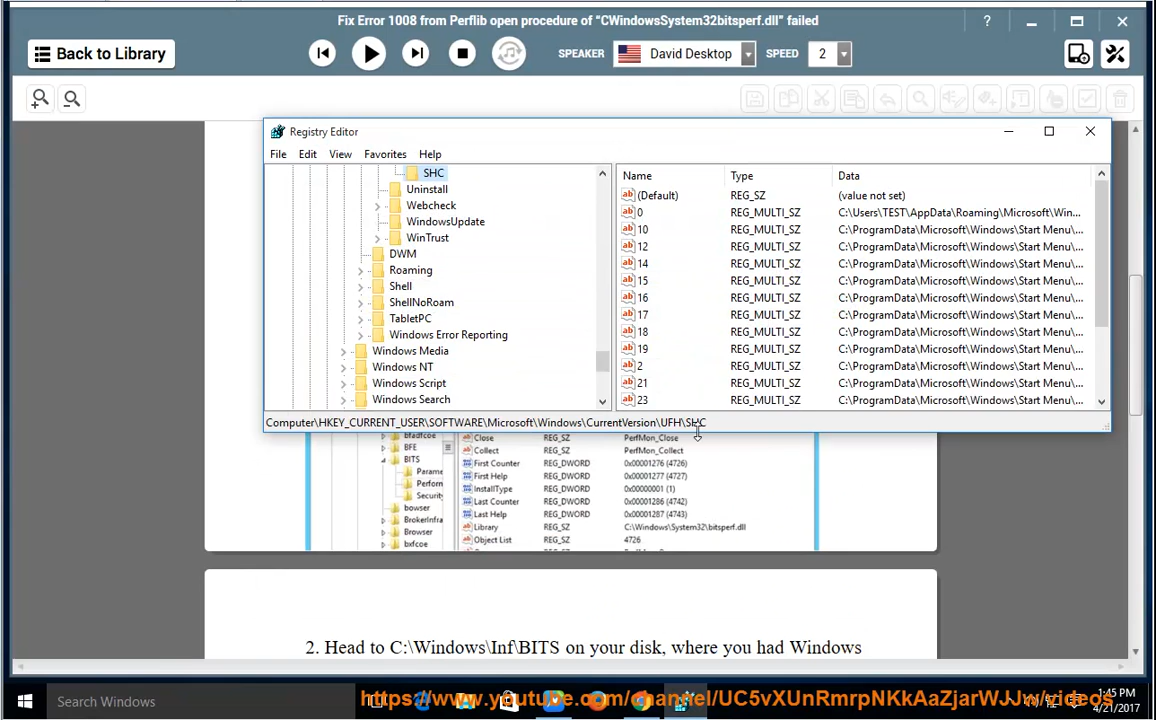 Fix Error 1008 from Perflib open procedure of “CWindowsSystem32bitsperf.dll” failed
Back to Library
SPEAKER David Desktop SPEED 2
Registry Editor
File Edit View Favorites Help
SHC
Uninstall
Webcheck
WindowsUpdate
WinTrust
DWM
Roaming
Shell
ShellNoRoam
TabletPC
Windows Error Reporting
Windows Media
Windows NT
Windows Script
Windows Search
Name Type Data
(Default) REG_SZ (value not set)
0 REG_MULTI_SZ C:\Users\TEST\AppData\Roaming\Microsoft\Win...
10 REG_MULTI_SZ C:\ProgramData\Microsoft\Windows\Start Menu\...
12 REG_MULTI_SZ C:\ProgramData\Microsoft\Windows\Start Menu\...
14 REG_MULTI_SZ C:\ProgramData\Microsoft\Windows\Start Menu\...
15 REG_MULTI_SZ C:\ProgramData\Microsoft\Windows\Start Menu\...
16 REG_MULTI_SZ C:\ProgramData\Microsoft\Windows\Start Menu\...
17 REG_MULTI_SZ C:\ProgramData\Microsoft\Windows\Start Menu\...
18 REG_MULTI_SZ C:\ProgramData\Microsoft\Windows\Start Menu\...
19 REG_MULTI_SZ C:\ProgramData\Microsoft\Windows\Start Menu\...
2 REG_MULTI_SZ C:\ProgramData\Microsoft\Windows\Start Menu\...
21 REG_MULTI_SZ C:\ProgramData\Microsoft\Windows\Start Menu\...
23 REG_MULTI_SZ C:\ProgramData\Microsoft\Windows\Start Menu\...
Computer\HKEY_CURRENT_USER\SOFTWARE\Microsoft\Windows\CurrentVersion\UFH\SHC
bfadfcoe
BFE
BITS
Parame
Perforn
Security
bowser
BrokerInfra
Browser
bxfcoe
Close REG_SZ PerfMon_Close
Collect REG_SZ PerfMon_Collect
First Counter REG_DWORD 0x00001276 (4726)
First Help REG_DWORD 0x00001277 (4727)
InstallType REG_DWORD 0x00000001 (1)
Last Counter REG_DWORD 0x00001286 (4742)
Last Help REG_DWORD 0x00001287 (4743)
Library REG_SZ C:\Windows\System32\bitsperf.dll
Object List REG_SZ 4726
2. Head to C:\Windows\Inf\BITS on your disk, where you had Windows
Search Windows
1:45 PM
4/21/2017